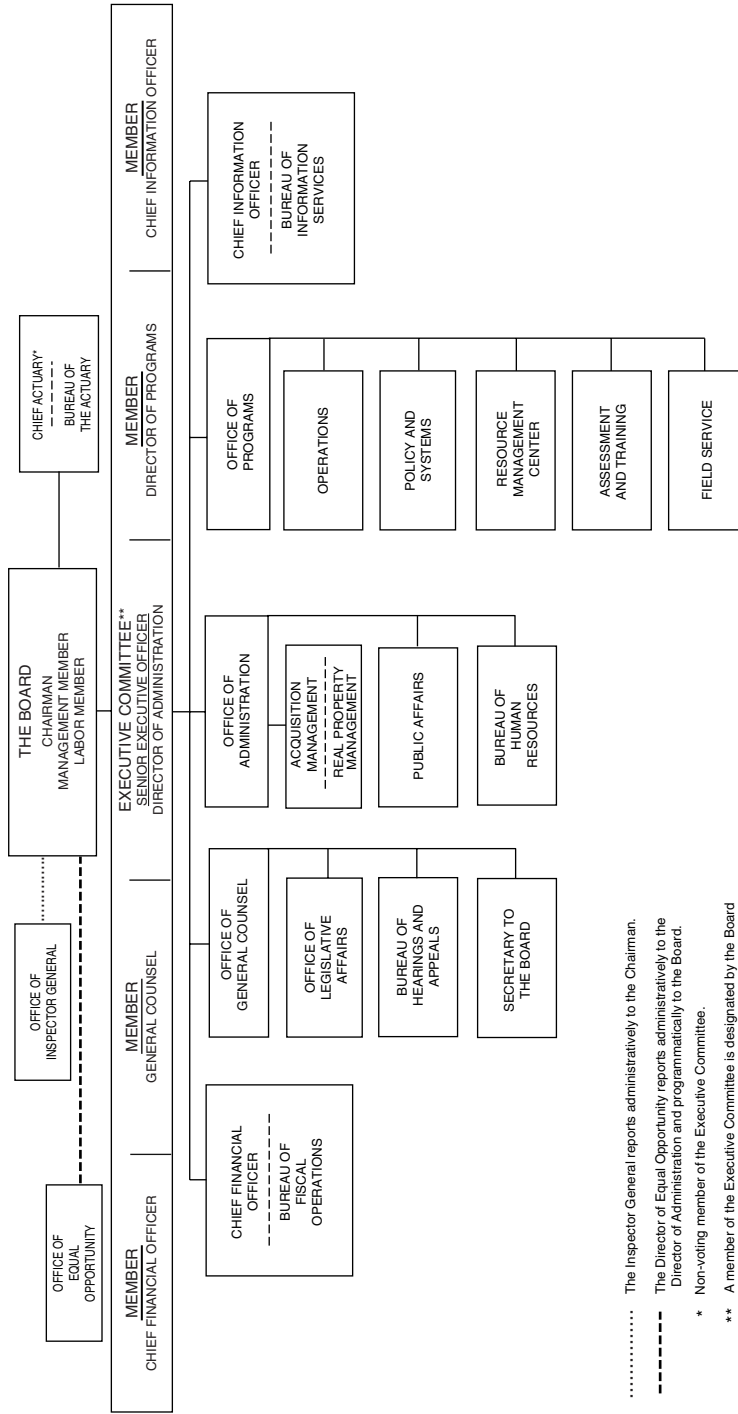 THE BOARD
CHAIRMAN
MANAGEMENT MEMBER
LABOR MEMBER
OFFICE OF
EQUAL
OPPORTUNITY
OFFICE OF
INSPECTOR GENERAL
CHIEF ACTUARY*
BUREAU OF
THE ACTUARY
MEMBER
CHIEF FINANCIAL OFFICER
MEMBER
GENERAL COUNSEL
EXECUTIVE COMMITTEE**
SENIOR EXECUTIVE OFFICER
DIRECTOR OF ADMINISTRATION
MEMBER
DIRECTOR OF PROGRAMS
MEMBER
CHIEF INFORMATION OFFICER
CHIEF FINANCIAL
OFFICER
BUREAU OF
FISCAL
OPERATIONS
OFFICE OF
GENERAL COUNSEL
OFFICE OF
LEGISLATIVE
AFFAIRS
BUREAU OF
HEARINGS AND
APPEALS
SECRETARY TO
THE BOARD
OFFICE OF
ADMINISTRATION
ACQUISITION
MANAGEMENT
REAL PROPERTY
MANAGEMENT
PUBLIC AFFAIRS
BUREAU OF
HUMAN
RESOURCES
OFFICE OF
PROGRAMS
OPERATIONS
POLICY AND
SYSTEMS
RESOURCE
MANAGEMENT
CENTER
ASSESSMENT
AND TRAINING
FIELD SERVICE
CHIEF INFORMATION
OFFICER
BUREAU OF
INFORMATION
SERVICES
The Inspector General reports administratively to the Chairman.
The Director of Equal Opportunity reports administratively to the
Director of Administration and programmatically to the Board.
* Non-voting member of the Executive Committee.
** A member of the Executive Committee is designated by the Board